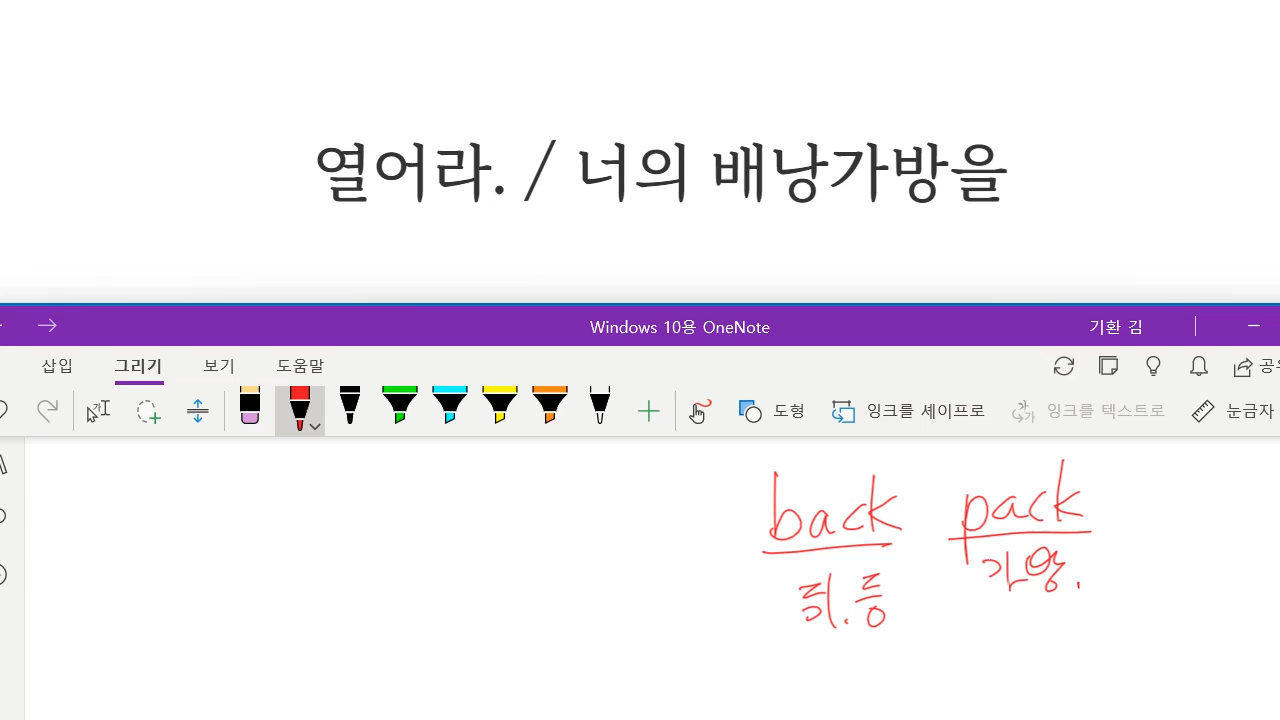 열어라. / 너의 배낭가방을
Windows 10용 OneNote 기환 김
삽입 그리기 보기 도움말 공유
도형 잉크를 셰이프로 잉크를 텍스트로 눈금자
back pack
뒤.등 가방.